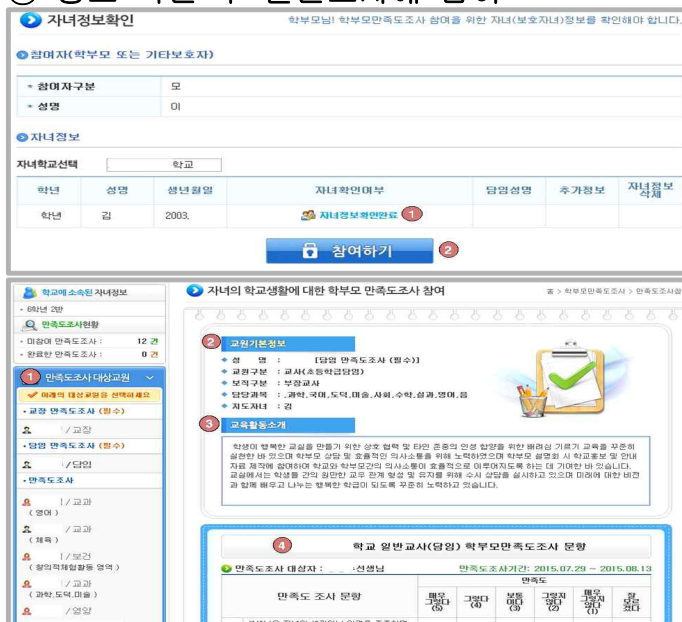 자녀정보확인
학부모님! 학부모만족도조사 참여를 위한 자녀(보호자녀)정보를 확인해야 합니다.
참여자(학부모 또는 기타보호자)
참여자구분 모
성명 이
자녀정보
자녀학교선택 학교
학년 성명 생년월일 자녀확인여부 담임성명 추가정보 자녀정보
삭제
학년 김 2003. 자녀정보확인완료 1
참여하기 2
학교에 소속된 자녀정보
- 6학년 2반
만족도조사현황
- 미참여 만족도조사 : 12 건
- 완료한 만족도조사 : 0 건
1 만족도조사 대상교원
아래의 대상교원을 선택하세요
교장 만족도조사 (필수)
/ 교장
담임 만족도조사 (필수)
/ 담임
만족도조사
/ 교과
( 영어 )
/ 교과
( 체육 )
/ 보건
( 창의적체험활동 영역 )
/ 교과
( 과학,도덕,미술 )
/ 영양
자녀의 학교생활에 대한 학부모 만족도조사 참여
홈 > 학부모만족도조사 > 만족도조사참
2 교원기본정보
성 명 : [담임 만족도조사 (필수)]
교원구분 : 교사(초등학급담임)
보직구분 : 부장교사
담당과목 : ,과학,국어,도덕,미술,사회,수학,실과,영어,음
지도자녀 : 김
3 교육활동소개
학생이 행복한 교실을 만들기 위한 상호 협력 및 타인 존중의 인성 함양을 위한 배려심 기르기 교육을 꾸준히
실천한 바 있으며 학부모 상담 및 효율적인 의사소통을 위해 노력하였으며 학부모 설명회 시 학교홍보 및 안내
자료 제작에 참여하여 학교와 학부모간의 의사소통이 효율적으로 이루어지도록 하는 데 기여한 바 있습니다.
교실에서는 학생들 간의 원만한 교우 관계 형성 및 유지를 위해 수시 상담을 실시하고 있으며 미래에 대한 비전
과 함께 배우고 나누는 행복한 학급이 되도록 꾸준히 노력하고 있습니다.
4 학교 일반교사(담임) 학부모만족도조사 문항
만족도조사 대상자 : 선생님 만족도조사기간: 2015.07.29 ~ 2015.08.13
만족도
만족도 조사 문항 매우 그렇다 (5) 그렇다 (4) 보통이다 (3) 그렇지 않다 (2) 매우 그렇지 않다 (1) 잘 모르겠다